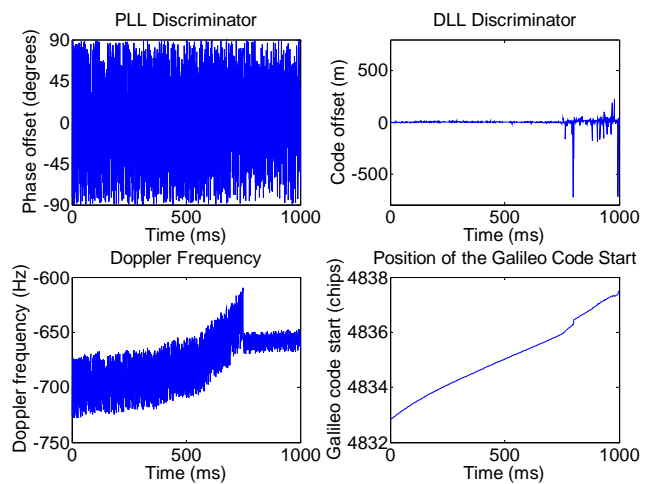 PLL Discriminator
Phase offset (degrees)
90
45
0
-45
-90
0
500
1000
Time (ms)
DLL Discriminator
Code offset (m)
500
0
-500
0
500
1000
Time (ms)
Doppler Frequency
Doppler frequency (Hz)
-600
-650
-700
-750
0
500
1000
Time (ms)
Position of the Galileo Code Start
Galileo code start (chips)
4838
4836
4834
4832
0
500
1000
Time (ms)